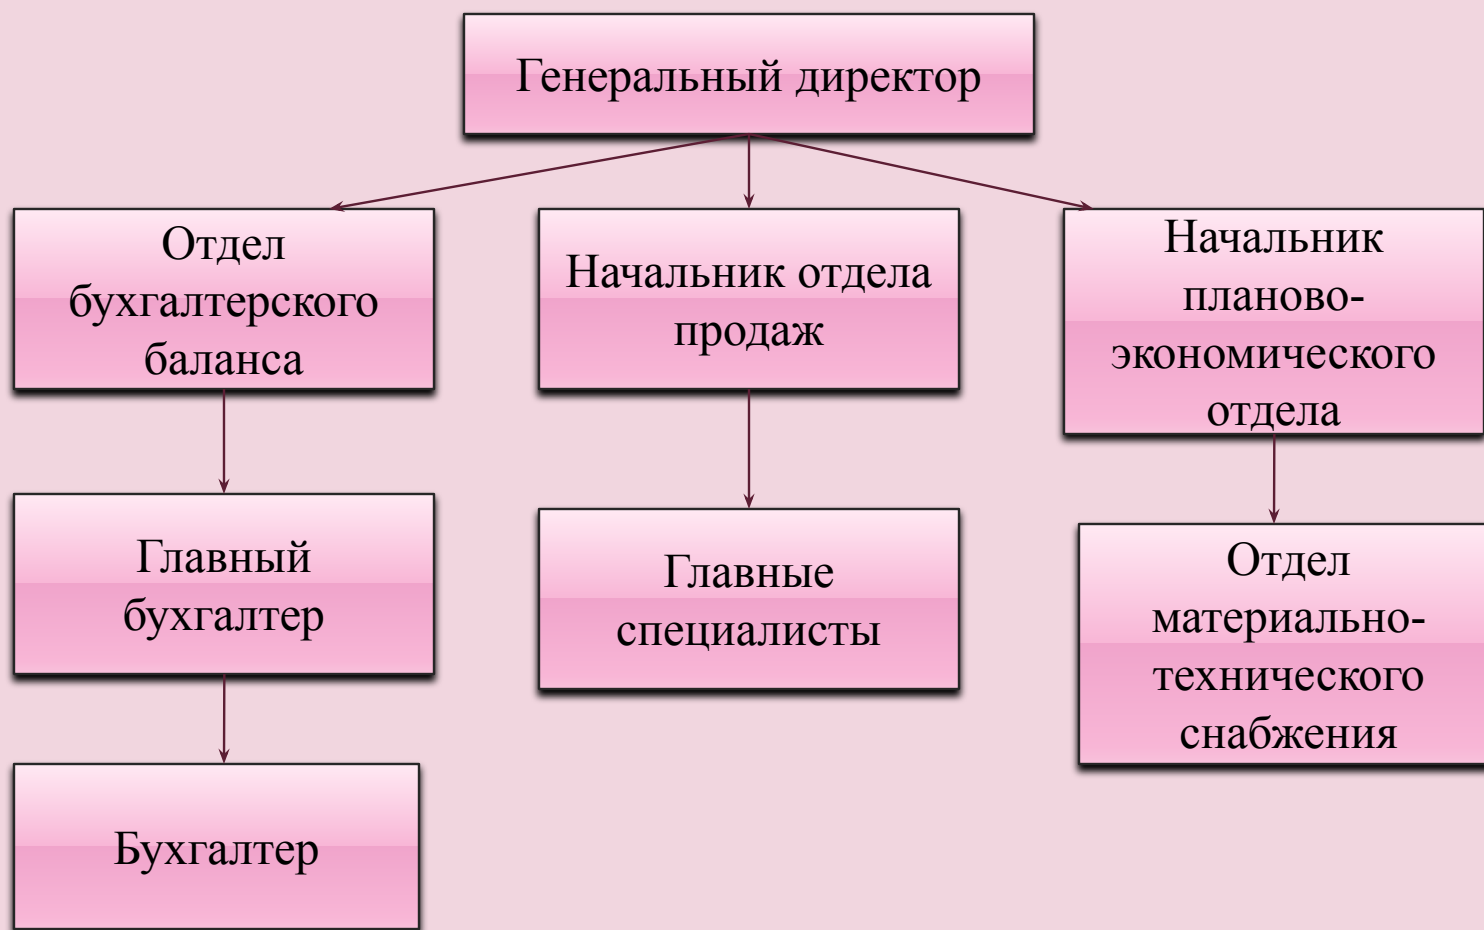 Генеральный директор
Отдел
бухгалтерского
баланса
Начальник отдела
продаж
Начальник
планово-
экономического
отдела
Главный
бухгалтер
Главные
специалисты
Отдел
материально-
технического
снабжения
Бухгалтер